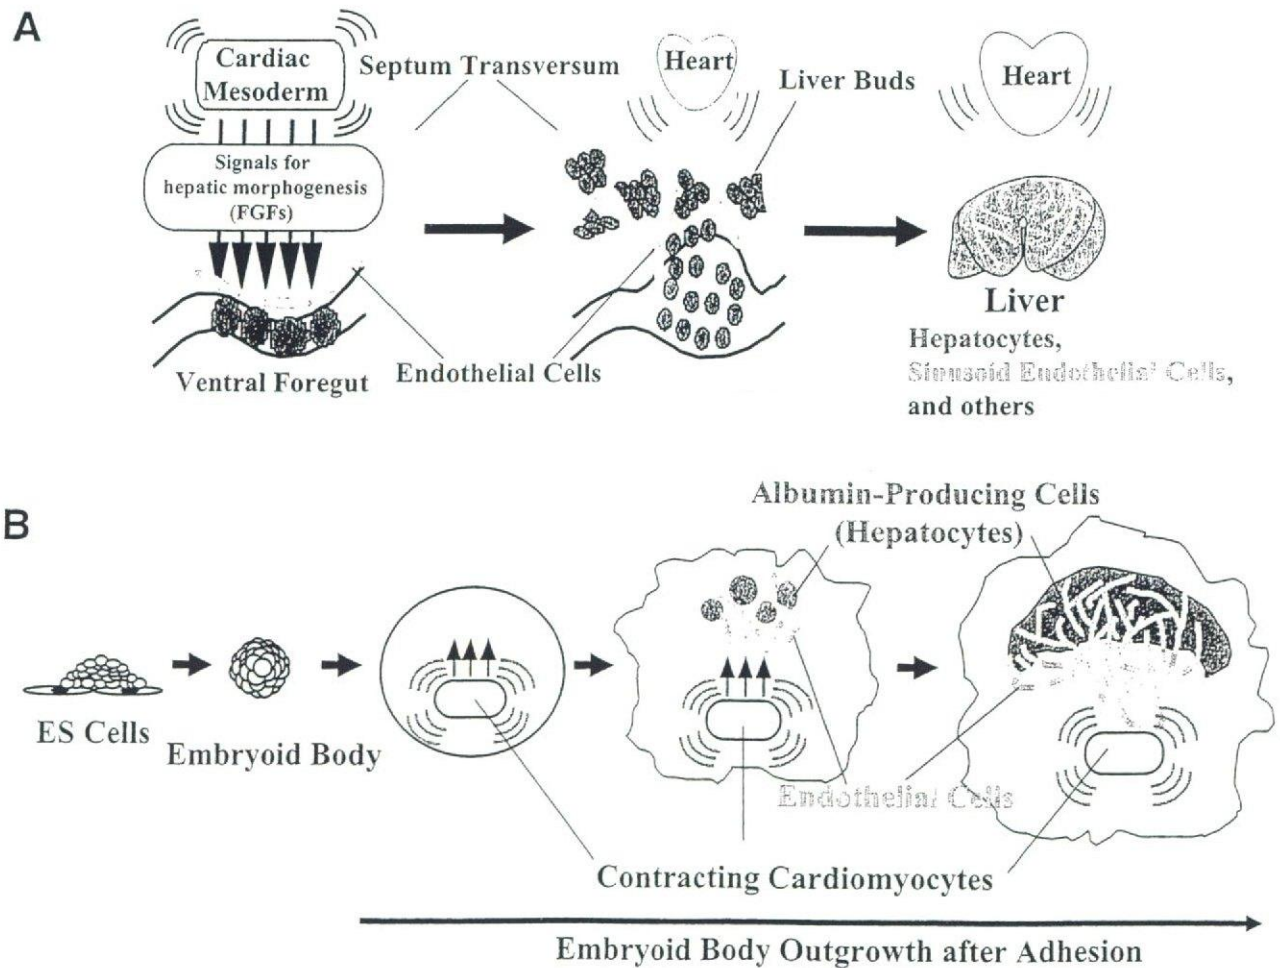 A
Cardiac
Mesoderm
Septum Transversum
Heart
Liver Buds
Heart
Signals for
hepatic morphogenesis
(FGFs)
Ventral Foregut
Endothelial Cells
Liver
Hepatocytes,
Sinusoid Endothelial Cells,
and others
B
Albumin-Producing Cells
(Hepatocytes)
ES Cells
Embryoid Body
Endothelial Cells
Contracting Cardiomyocytes
Embryoid Body Outgrowth after Adhesion